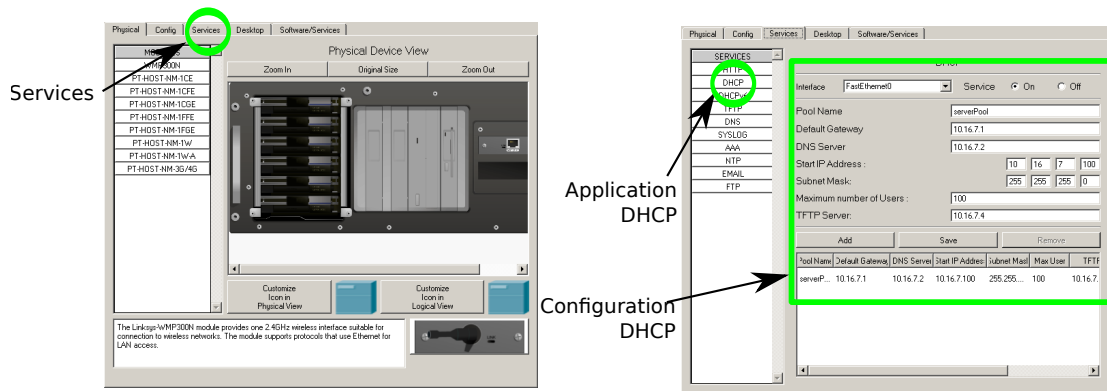 Physical Config Services Desktop Software/Services
MODULES
WMP300N
PT-HOST-NM-1CE
PT-HOST-NM-1CFE
PT-HOST-NM-1CGE
PT-HOST-NM-1FFE
PT-HOST-NM-1FGE
PT-HOST-NM-1W
PT-HOST-NM-1W-A
PT-HOST-NM-3G/4G
Services
Physical Device View
Zoom In Original Size Zoom Out
Customize
Icon in
Physical View
Customize
Icon in
Logical View
The Linksys-WMP300N module provides one 2.4GHz wireless interface suitable for
connection to wireless networks. The module supports protocols that use Ethernet for
LAN access.
Physical Config Services Desktop Software/Services
SERVICES
HTTP
DHCP
DHCPv6
TFTP
DNS
SYSLOG
AAA
NTP
EMAIL
FTP
Application
DHCP
Configuration
DHCP
DHCP
Interface FastEthernet0 Service On Off
Pool Name serverPool
Default Gateway 10.16.7.1
DNS Server 10.16.7.2
Start IP Address : 10 16 7 100
Subnet Mask: 255 255 255 0
Maximum number of Users : 100
TFTP Server: 10.16.7.4
Add Save Remove
Pool Name Default Gateway DNS Server Start IP Address Subnet Mask Max User TFTP
serverP... 10.16.7.1 10.16.7.2 10.16.7.100 255.255.... 100 10.16.7.